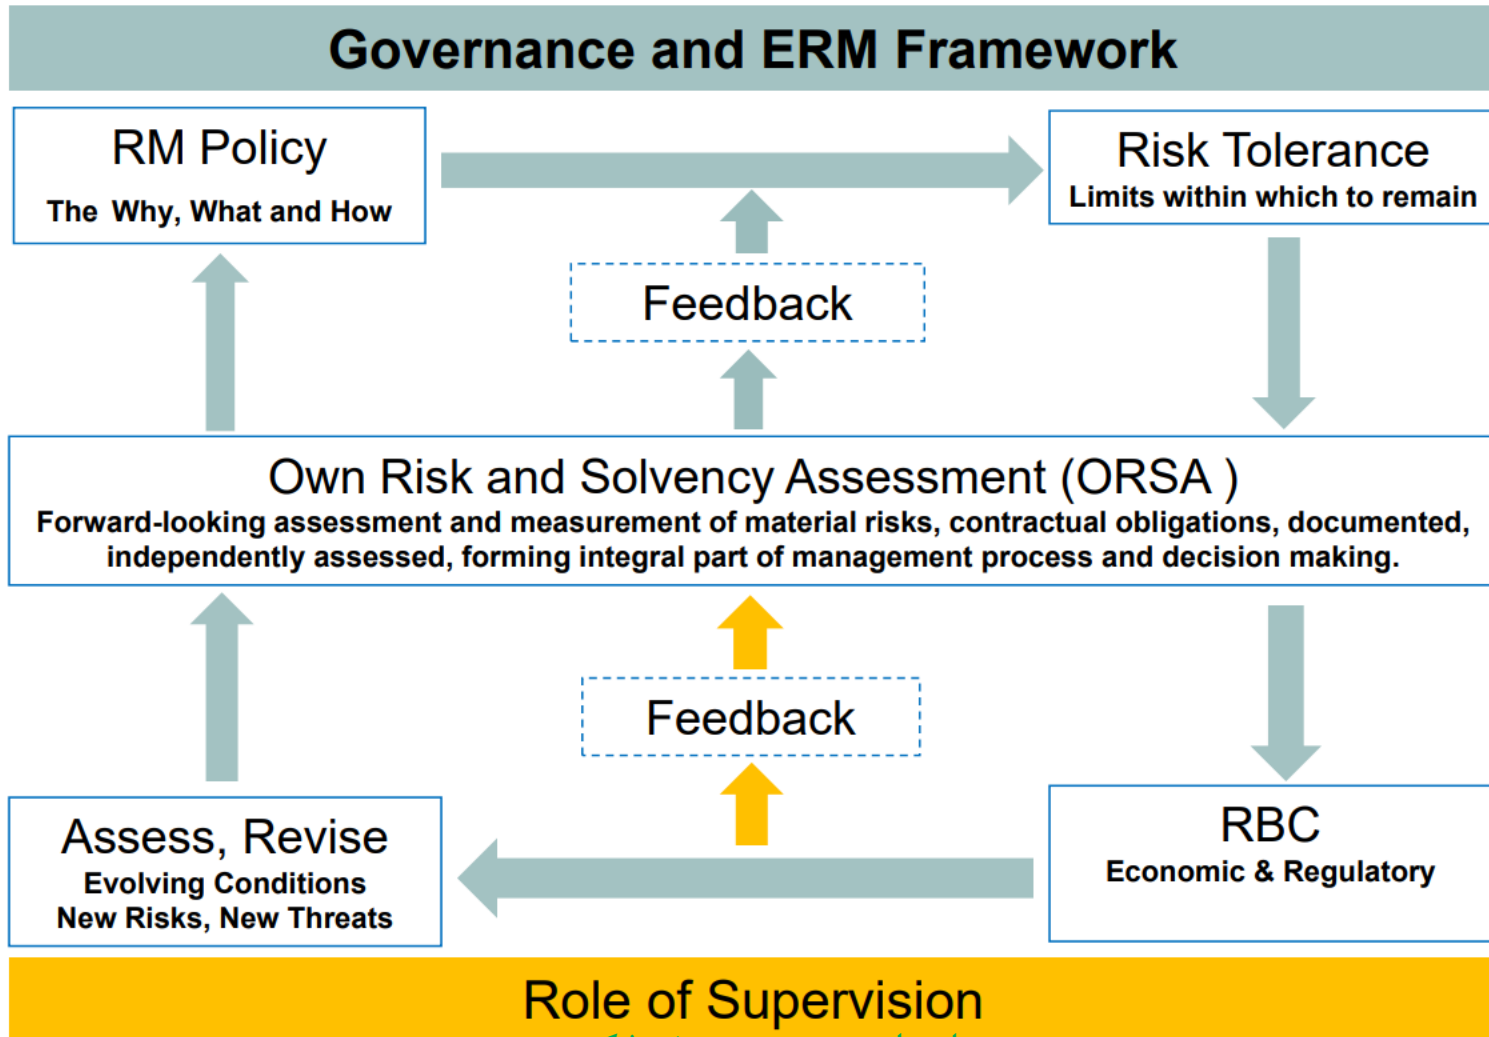 Governance and ERM Framework
RM Policy
The Why, What and How
Risk Tolerance
Limits within which to remain
Feedback
Own Risk and Solvency Assessment (ORSA )
Forward-looking assessment and measurement of material risks, contractual obligations, documented,
independently assessed, forming integral part of management process and decision making.
Feedback
Assess, Revise
Evolving Conditions
New Risks, New Threats
RBC
Economic & Regulatory
Role of Supervision